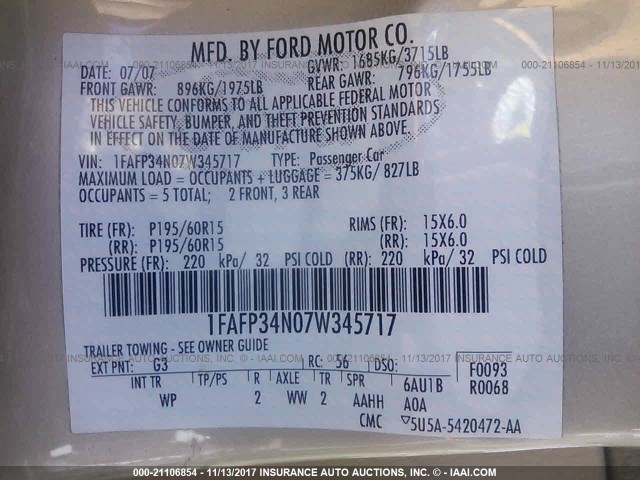 MFD. BY FORD MOTOR CO.
DATE: 07/07 GVWR: 1685KG/3715LB
FRONT GAWR: 896KG/1975LB REAR GAWR: 796KG/1755LB
THIS VEHICLE CONFORMS TO ALL APPLICABLE FEDERAL MOTOR
VEHICLE SAFETY, BUMPER, AND THEFT PREVENTION STANDARDS
IN EFFECT ON THE DATE OF MANUFACTURE SHOWN ABOVE.
VIN: 1FAFP34N07W345717 TYPE: Passenger Car
MAXIMUM LOAD = OCCUPANTS + LUGGAGE = 375KG/ 827LB
OCCUPANTS = 5 TOTAL; 2 FRONT, 3 REAR
TIRE (FR): P195/60R15 RIMS (FR): 15X6.0
(RR): P195/60R15 (RR): 15X6.0
PRESSURE (FR): 220 kPa/ 32 PSI COLD (RR): 220 kPa/ 32 PSI COLD
1FAFP34N07W345717
TRAILER TOWING - SEE OWNER GUIDE
EXT PNT: G3 RC: 56 DSO: F0093
INT TR TP/PS R AXLE TR SPR 6AU1B R0068
WP 2 WW 2 AAHH A0A
CMC ▽5U5A-5420472-AA
000-21106854 - 11/13/2017 INSURANCE AUTO AUCTIONS, INC. - © IAAI.COM